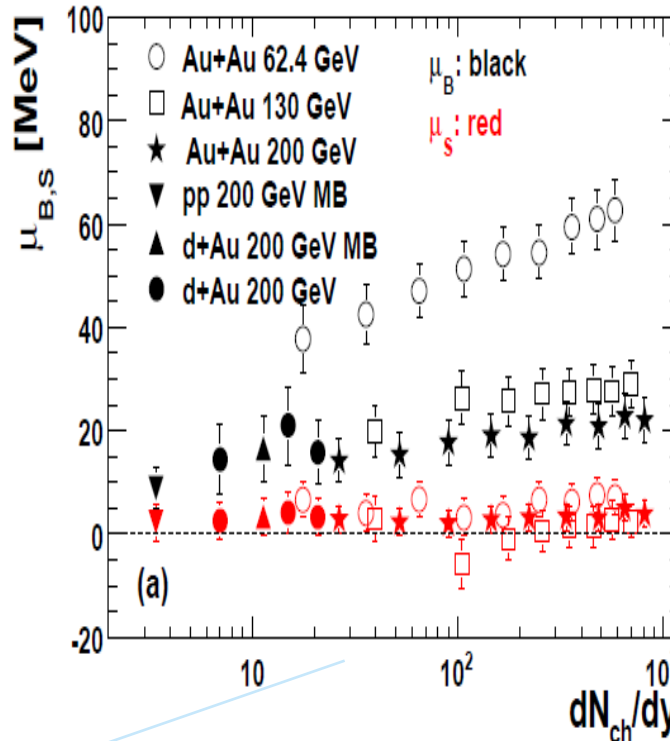 μB,S [MeV]
100
80
60
40
20
0
-20
Au+Au 62.4 GeV
Au+Au 130 GeV
Au+Au 200 GeV
pp 200 GeV MB
d+Au 200 GeV MB
d+Au 200 GeV
μB: black
μs: red
(a)
10
10²
10
dNch/dy